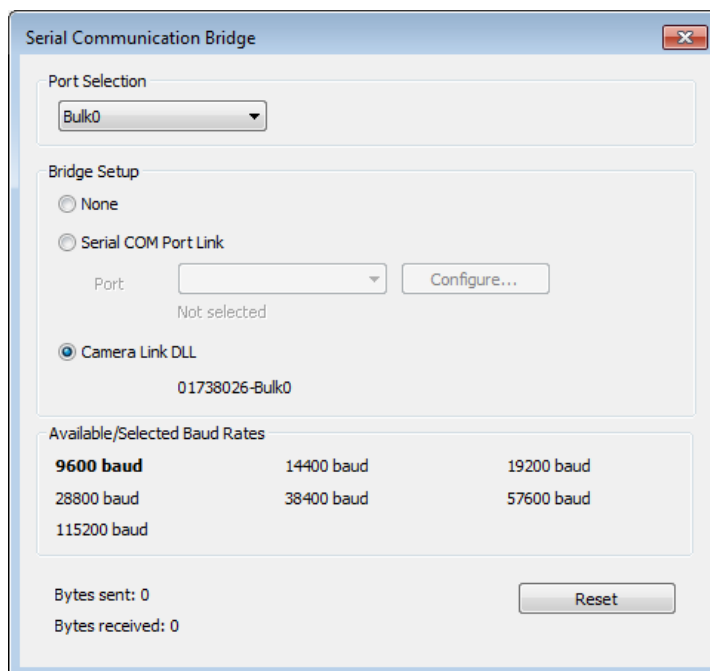 Serial Communication Bridge
Port Selection
Bulk0
Bridge Setup
None
Serial COM Port Link
Port Configure...
Not selected
Camera Link DLL
01738026-Bulk0
Available/Selected Baud Rates
9600 baud 14400 baud 19200 baud
28800 baud 38400 baud 57600 baud
115200 baud
Bytes sent: 0
Reset
Bytes received: 0